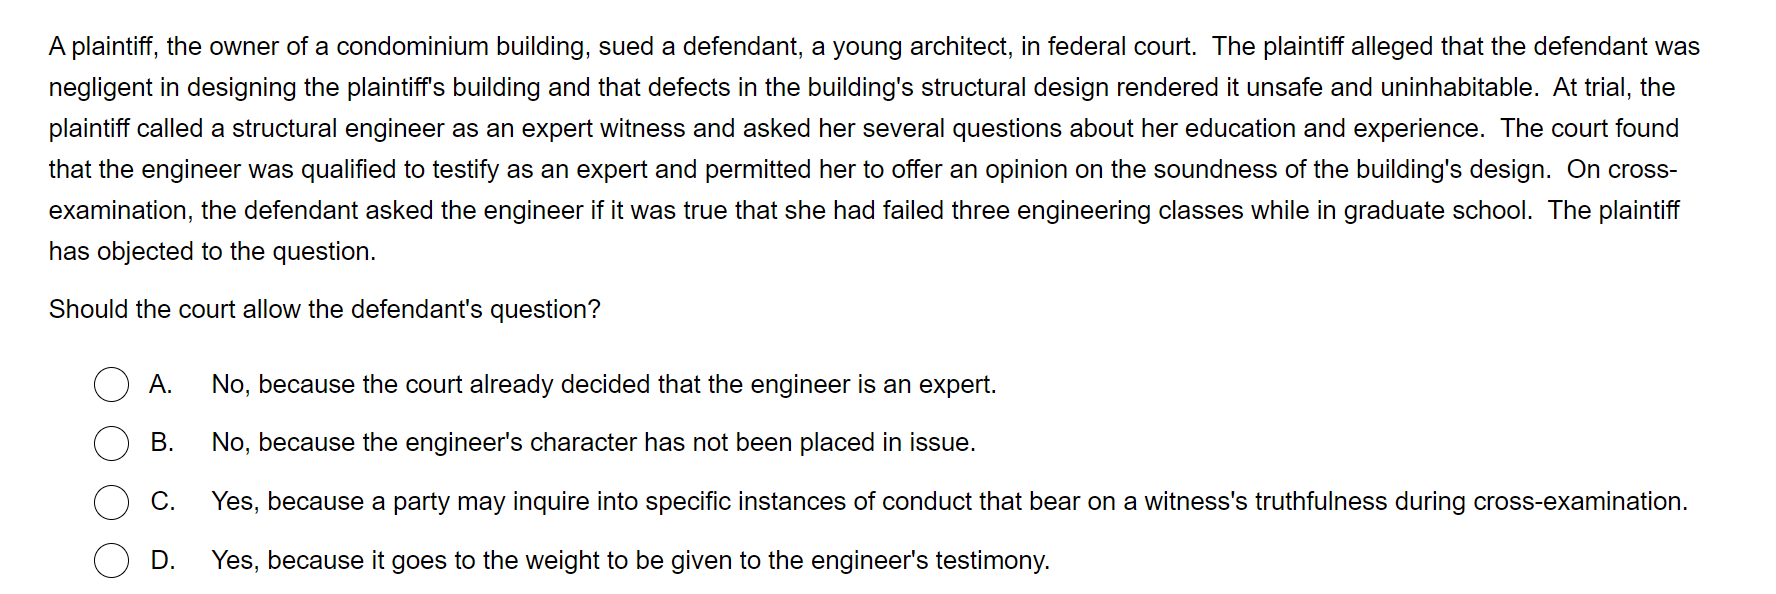 A plaintiff, the owner of a condominium building, sued a defendant, a young architect, in federal court.  The plaintiff alleged that the defendant was
negligent in designing the plaintiff's building and that defects in the building's structural design rendered it unsafe and uninhabitable.  At trial, the
plaintiff called a structural engineer as an expert witness and asked her several questions about her education and experience.  The court found
that the engineer was qualified to testify as an expert and permitted her to offer an opinion on the soundness of the building's design.  On cross-
examination, the defendant asked the engineer if it was true that she had failed three engineering classes while in graduate school.  The plaintiff
has objected to the question.
Should the court allow the defendant's question?
A. No, because the court already decided that the engineer is an expert.
B. No, because the engineer's character has not been placed in issue.
C. Yes, because a party may inquire into specific instances of conduct that bear on a witness's truthfulness during cross-examination.
D. Yes, because it goes to the weight to be given to the engineer's testimony.